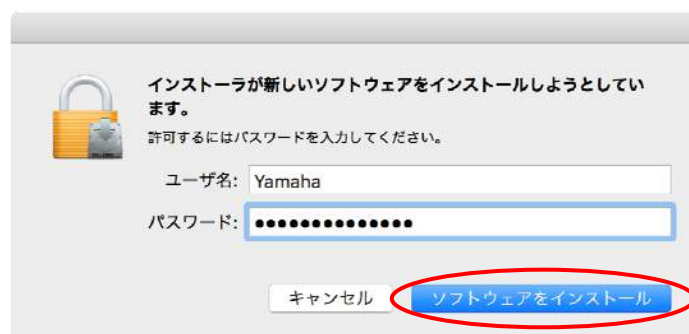 インストーラが新しいソフトウェアをインストールしようとしてい
ます。
許可するにはパスワードを入力してください。
ユーザ名: Yamaha
パスワード: ●●●●●●●●●●●●●●
キャンセル ソフトウェアをインストール